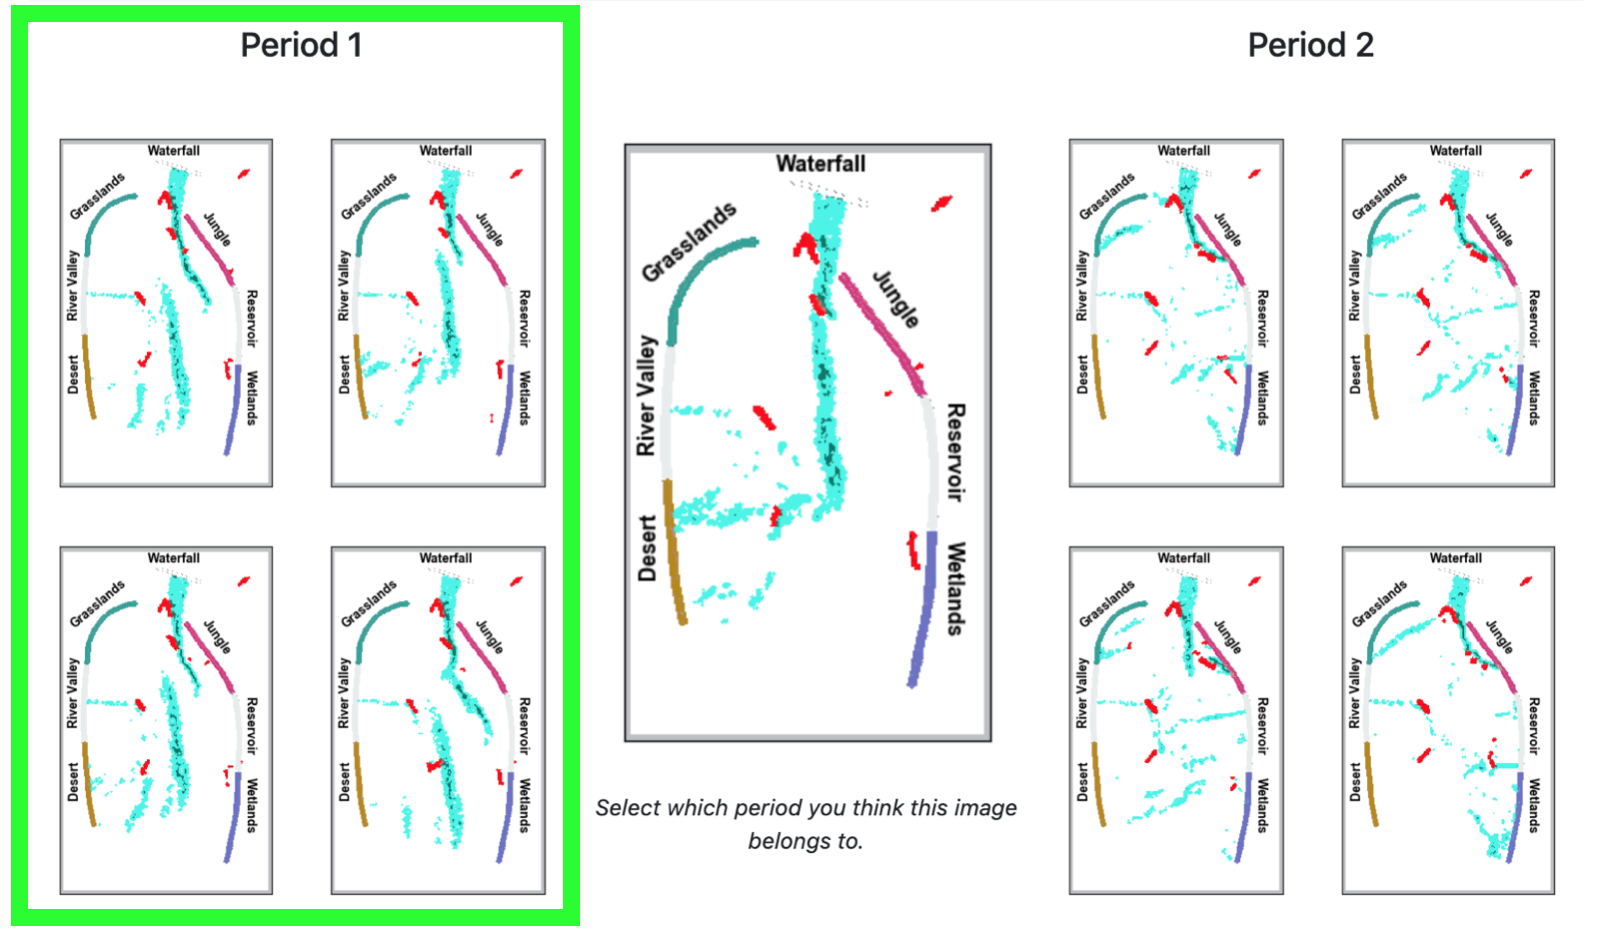 Period 1
Waterfall
Grasslands
Jungle
River Valley
Reservoir
Desert
Wetlands
Waterfall
Grasslands
Jungle
River Valley
Reservoir
Desert
Wetlands
Waterfall
Grasslands
Jungle
River Valley
Reservoir
Desert
Wetlands
Waterfall
Grasslands
Jungle
River Valley
Reservoir
Desert
Wetlands
Waterfall
Grasslands
Jungle
River Valley
Reservoir
Desert
Wetlands
Select which period you think this image
belongs to.
Period 2
Waterfall
Grasslands
Jungle
River Valley
Reservoir
Desert
Wetlands
Waterfall
Grasslands
Jungle
River Valley
Reservoir
Desert
Wetlands
Waterfall
Grasslands
Jungle
River Valley
Reservoir
Desert
Wetlands
Waterfall
Grasslands
Jungle
River Valley
Reservoir
Desert
Wetlands